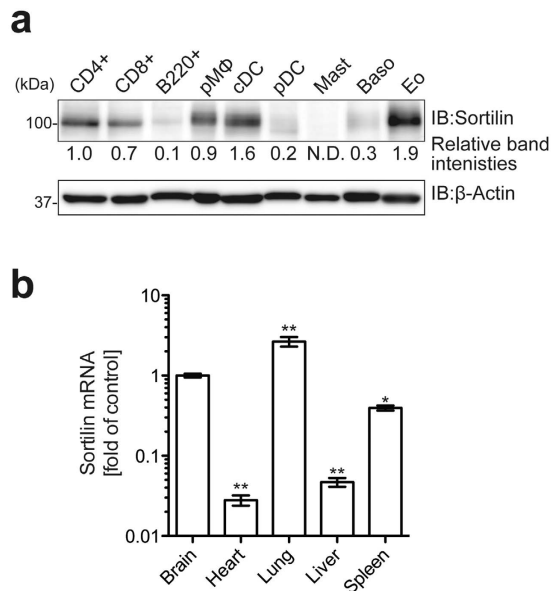 a
(kDa) CD4+ CD8+ B220+ pMΦ cDC pDC Mast Baso Eo
100- IB:Sortilin
1.0 0.7 0.1 0.9 1.6 0.2 N.D. 0.3 1.9 Relative band
intenisties
37- IB:β-Actin
b
Sortilin mRNA
[fold of control]
10
1
0.1
0.01
**
**
**
*
Brain Heart Lung Liver Spleen